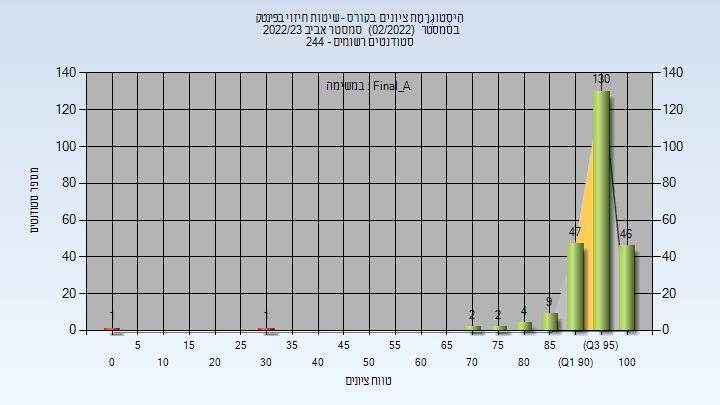 היסטוגרמת ציונים בקורס - שיטות חיזוי בפינטק
בסמסטר (02/2022) סמסטר אביב 2022/23
סטודנטים רשומים - 244
במשימה : Final_A
140 140
120 120
100 100
80 80
60 60
40 40
20 20
0 0
מספר סטודנטים
1 1 2 2 4 9 47 130 46
5 15 25 35 45 55 65 75 85 (Q3 95)
0 10 20 30 40 50 60 70 80 (Q1 90) 100
טווח ציונים